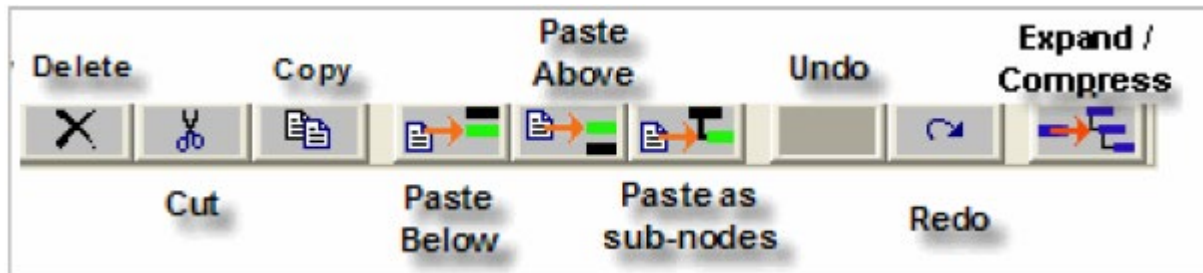 Delete
Copy
Paste
Above
Undo
Expand /
Compress
Cut
Paste
Below
Paste as
sub-nodes
Redo